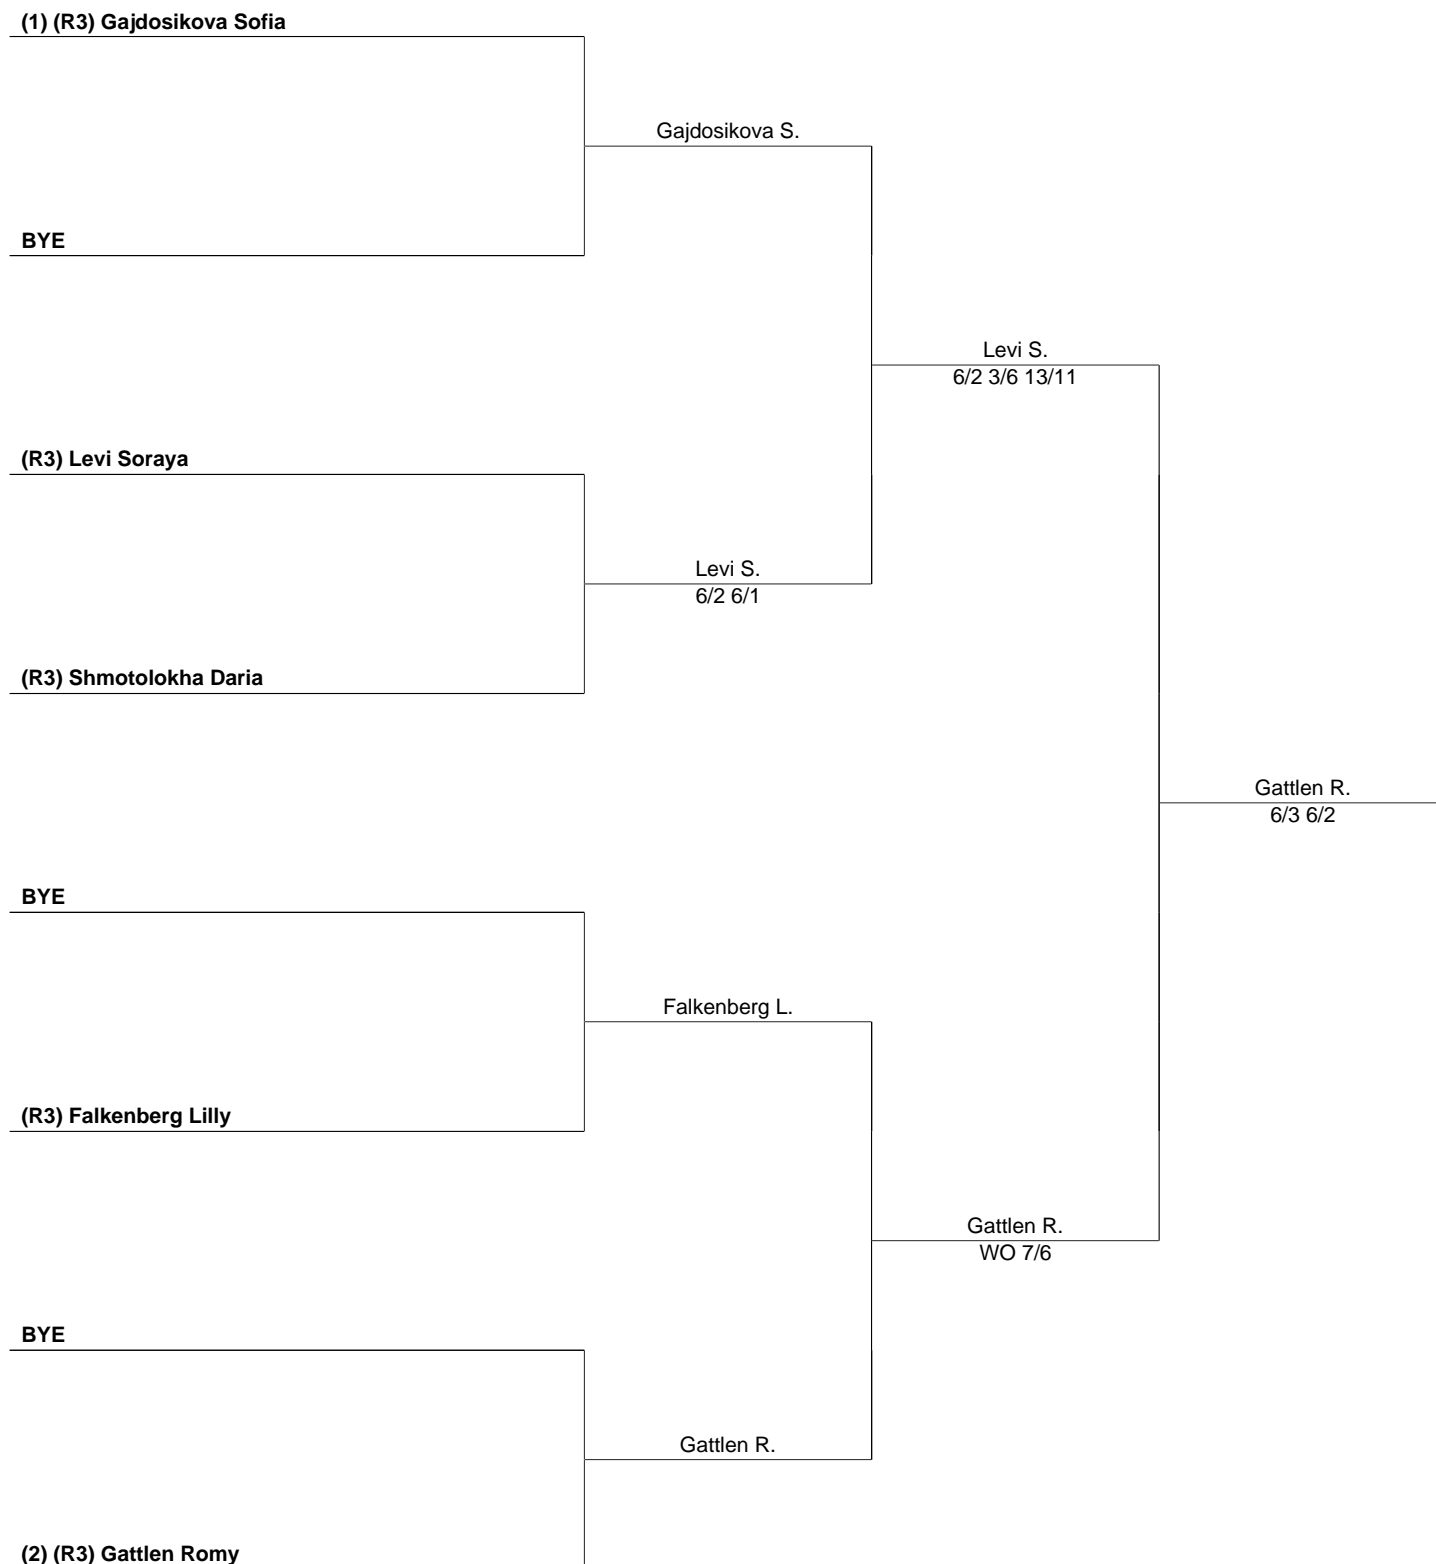 (1) (R3) Gajdosikova Sofia
Gajdosikova S.
BYE
Levi S.
6/2 3/6 13/11
(R3) Levi Soraya
Levi S.
6/2 6/1
(R3) Shmotolokha Daria
Gattlen R.
6/3 6/2
BYE
Falkenberg L.
(R3) Falkenberg Lilly
Gattlen R.
WO 7/6
BYE
Gattlen R.
(2) (R3) Gattlen Romy